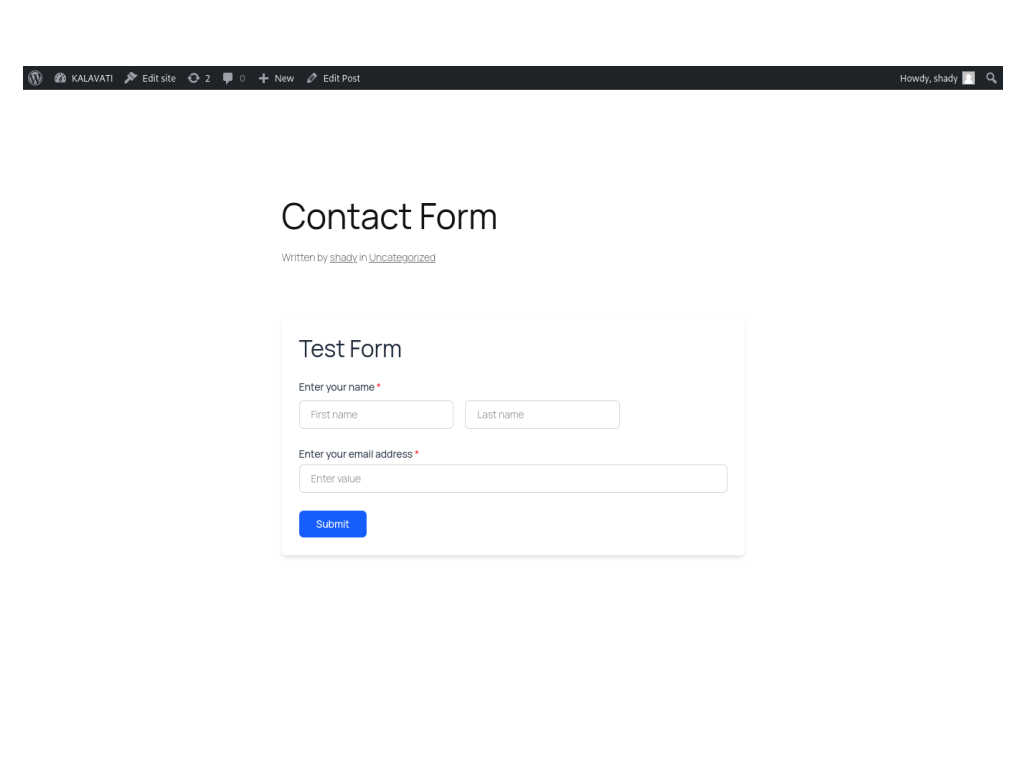 KALAVATI Edit site 2 0 New Edit Post Howdy, shady
Contact Form
Written by shady in Uncategorized
Test Form
Enter your name *
First name Last name
Enter your email address *
Enter value
Submit